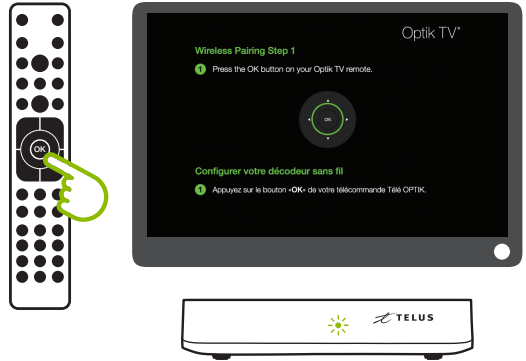 OK
Optik TV®
Wireless Pairing Step 1
1 Press the OK button on your Optik TV remote.
OK
Configurer votre décodeur sans fil
1 Appuyez sur le bouton «OK» de votre télécommande Télé OPTIK.
TELUS